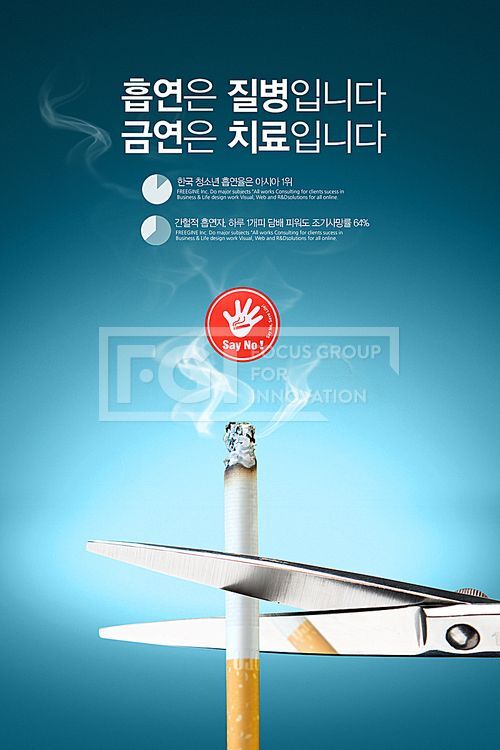 흡연은 질병입니다
금연은 치료입니다
한국 청소년 흡연율은 아시아 1위
FREEGINE Inc. Do major subjects "All works Consulting for clients sucess in
Business & Life design work Visual, Web and R&Dsolutions for all online.
간헐적 흡연자, 하루 1개피 담배 피워도 조기사망률 64%
FREEGINE Inc. Do major subjects "All works Consulting for clients sucess in
Business & Life design work Visual, Web and R&Dsolutions for all online.
Say No !
FGI
FOCUS GROUP
FOR
INNOVATION